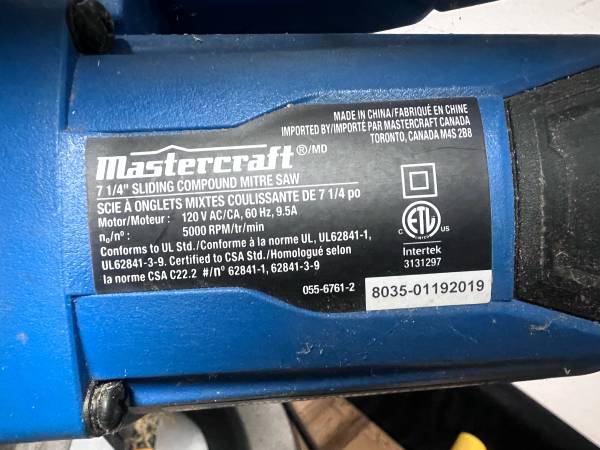 MADE IN CHINA/FABRIQUÉ EN CHINE
IMPORTED BY/IMPORTÉ PAR MASTERCRAFT CANADA
TORONTO, CANADA M4S 2B8
Mastercraft®/MD
7 1/4" SLIDING COMPOUND MITRE SAW
SCIE À ONGLETS MIXTES COULISSANTE DE 7 1/4 po
Motor/Moteur: 120 V AC/CA, 60 Hz, 9.5A
n₀/nº: 5000 RPM/tr/min
Conforms to UL Std./Conforme à la norme UL, UL62841-1,
UL62841-3-9. Certified to CSA Std./Homologué selon
la norme CSA C22.2 #/nº 62841-1, 62841-3-9
C ETL US
Intertek
3131297
055-6761-2
8035-01192019